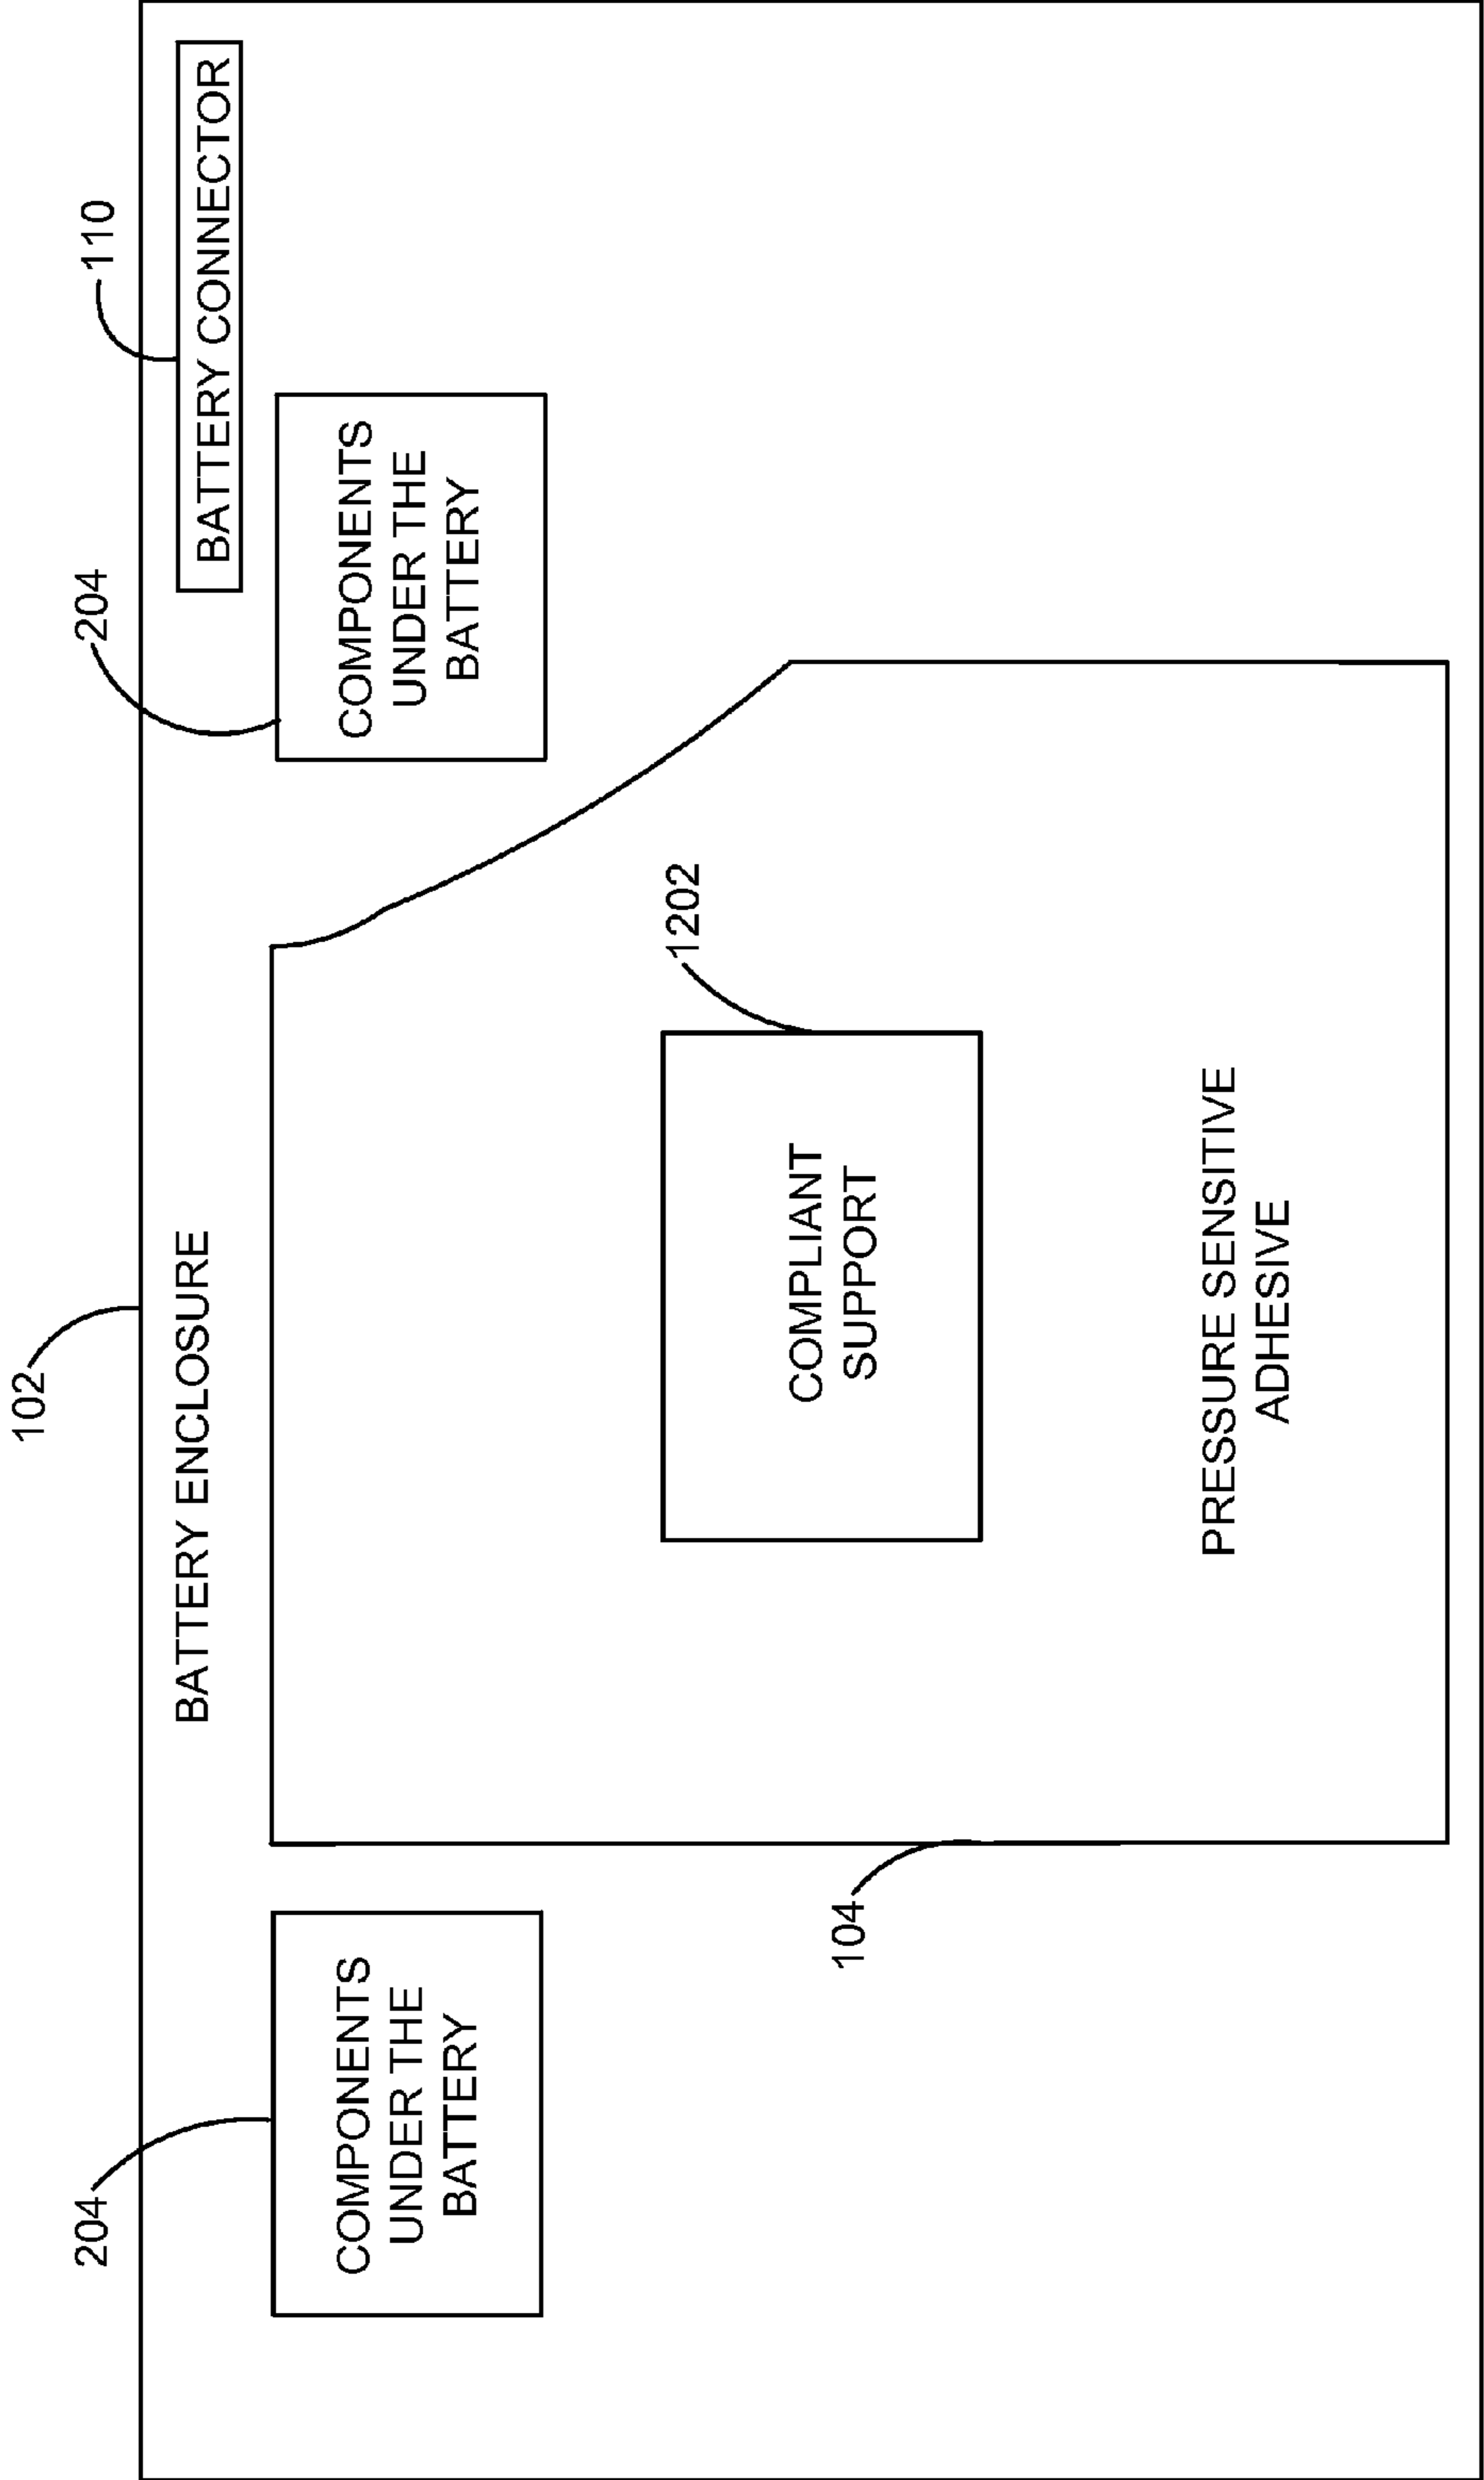 102
204
110
204
BATTERY ENCLOSURE
BATTERY CONNECTOR
COMPONENTS
UNDER THE
BATTERY
COMPONENTS
UNDER THE
BATTERY
1202
COMPLIANT
SUPPORT
104
PRESSURE SENSITIVE
ADHESIVE